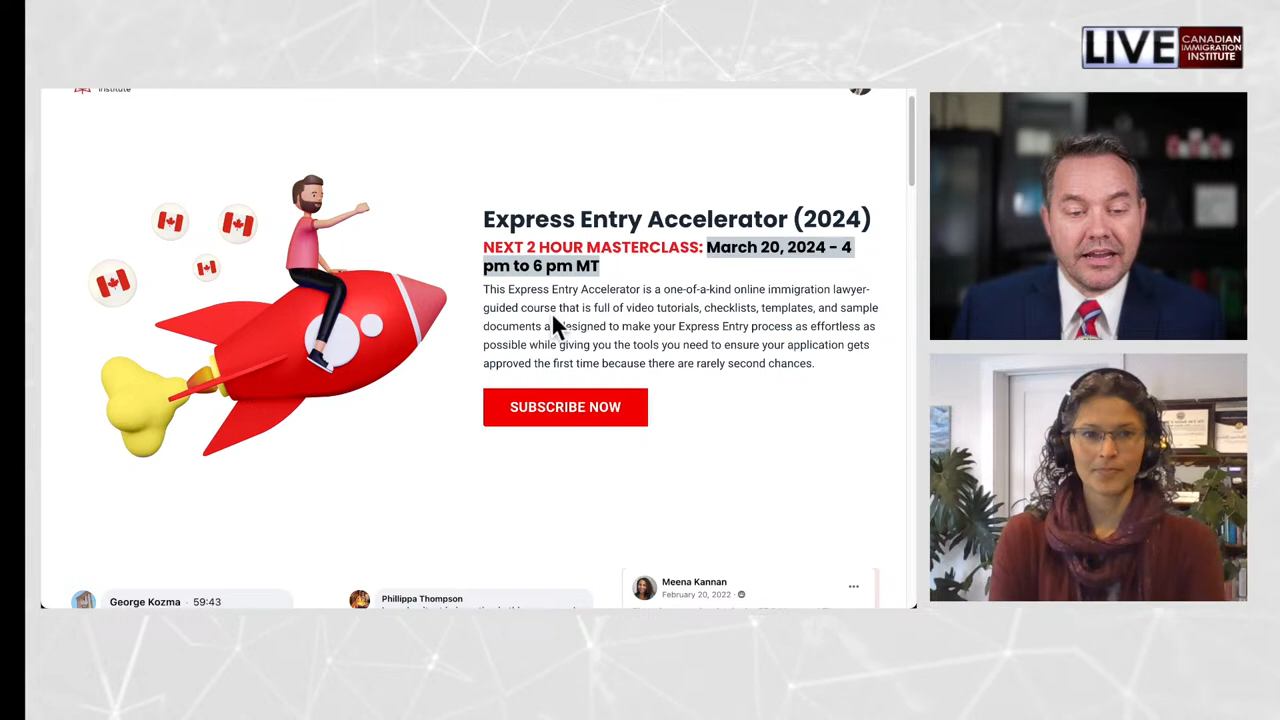 LIVE CANADIAN
IMMIGRATION
INSTITUTE
Institute
Express Entry Accelerator (2024)
NEXT 2 HOUR MASTERCLASS: March 20, 2024 - 4
pm to 6 pm MT
This Express Entry Accelerator is a one-of-a-kind online immigration lawyer-
guided course that is full of video tutorials, checklists, templates, and sample
documents a designed to make your Express Entry process as effortless as
possible while giving you the tools you need to ensure your application gets
approved the first time because there are rarely second chances.
SUBSCRIBE NOW
George Kozma · 59:43
Phillippa Thompson
Meena Kannan
February 20, 2022 ·